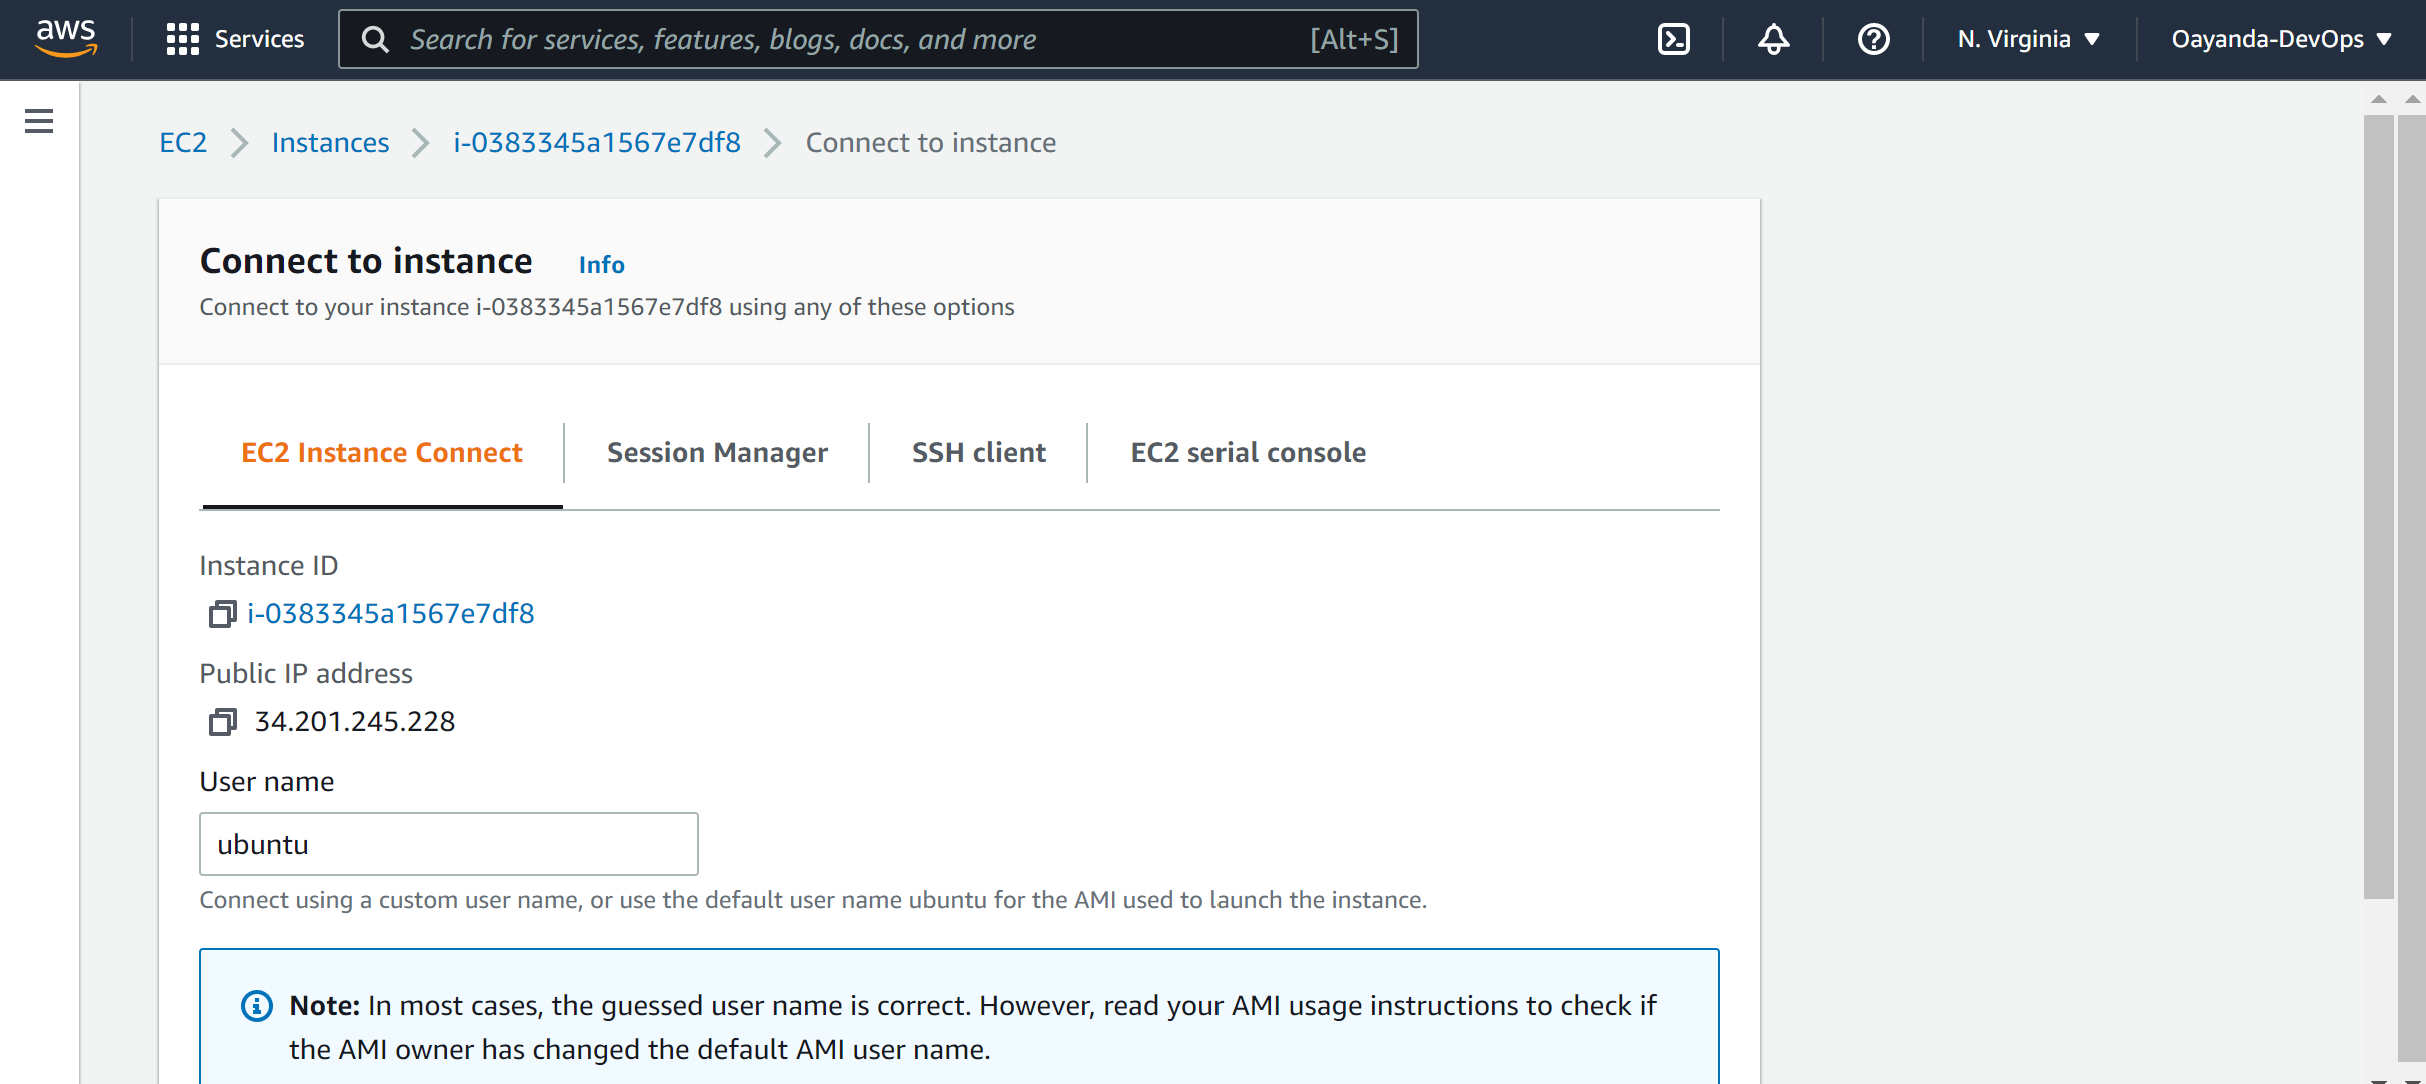 aws Services Search for services, features, blogs, docs, and more [Alt+S] N. Virginia Oayanda-DevOps
EC2 Instances i-0383345a1567e7df8 Connect to instance
Connect to instance Info
Connect to your instance i-0383345a1567e7df8 using any of these options
EC2 Instance Connect Session Manager SSH client EC2 serial console
Instance ID
i-0383345a1567e7df8
Public IP address
34.201.245.228
User name
ubuntu
Connect using a custom user name, or use the default user name ubuntu for the AMI used to launch the instance.
Note: In most cases, the guessed user name is correct. However, read your AMI usage instructions to check if
the AMI owner has changed the default AMI user name.